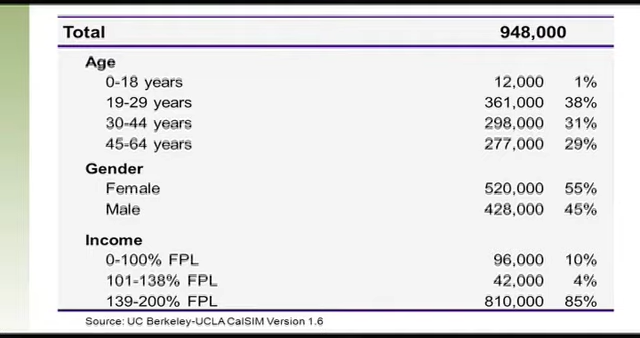 Total 948,000
Age
0-18 years 12,000 1%
19-29 years 361,000 38%
30-44 years 298,000 31%
45-64 years 277,000 29%
Gender
Female 520,000 55%
Male 428,000 45%
Income
0-100% FPL 96,000 10%
101-138% FPL 42,000 4%
139-200% FPL 810,000 85%
Source: UC Berkeley-UCLA CalSIM Version 1.6